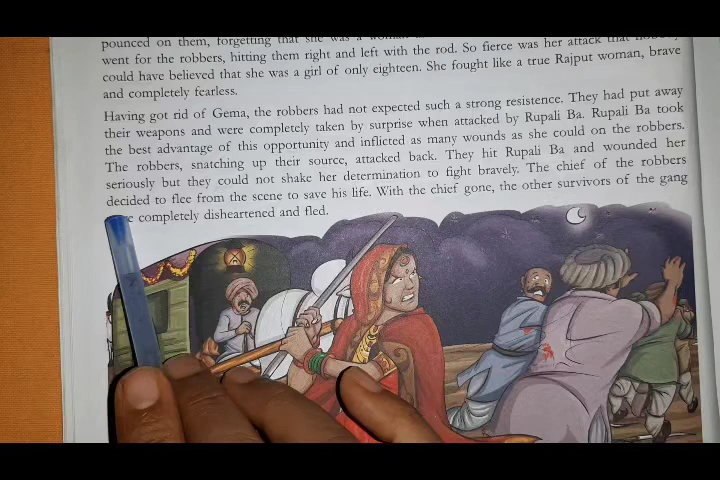 pounced on them, forgetting that she was a woman
went for the robbers, hitting them right and left with the rod. So fierce was her attack that nobody
could have believed that she was a girl of only eighteen. She fought like a true Rajput woman, brave
and completely fearless.
Having got rid of Gema, the robbers had not expected such a strong resistence. They had put away
their weapons and were completely taken by surprise when attacked by Rupali Ba. Rupali Ba took
the best advantage of this opportunity and inflicted as many wounds as she could on the robbers.
The robbers, snatching up their source, attacked back. They hit Rupali Ba and wounded her
seriously but they could not shake her determination to fight bravely. The chief of the robbers
decided to flee from the scene to save his life. With the chief gone, the other survivors of the gang
completely disheartened and fled.